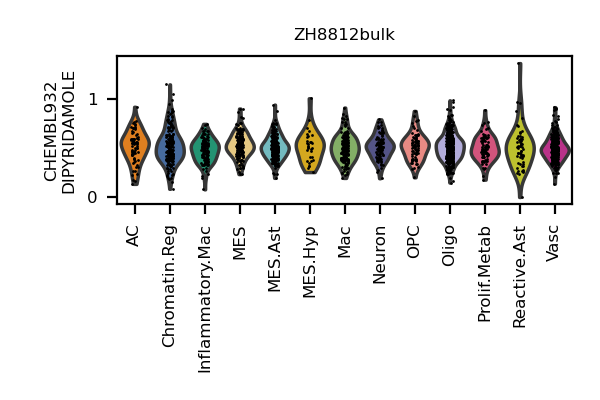 ZH8812bulk
CHEMBL932
DIPYRIDAMOLE
1
0
AC
Chromatin.Reg
Inflammatory.Mac
MES
MES.Ast
MES.Hyp
Mac
Neuron
OPC
Oligo
Prolif.Metab
Reactive.Ast
Vasc